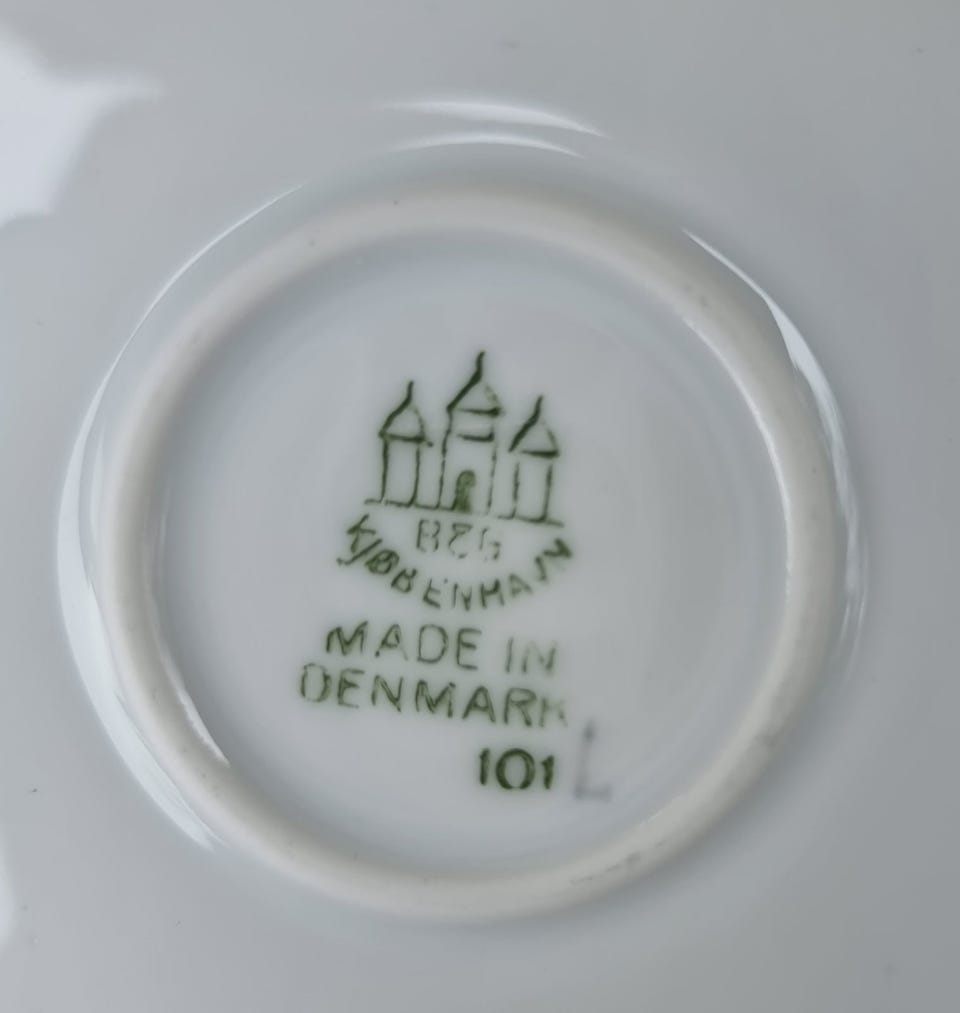 B&G
KJØBENHAVN
MADE IN
DENMARK
101 L